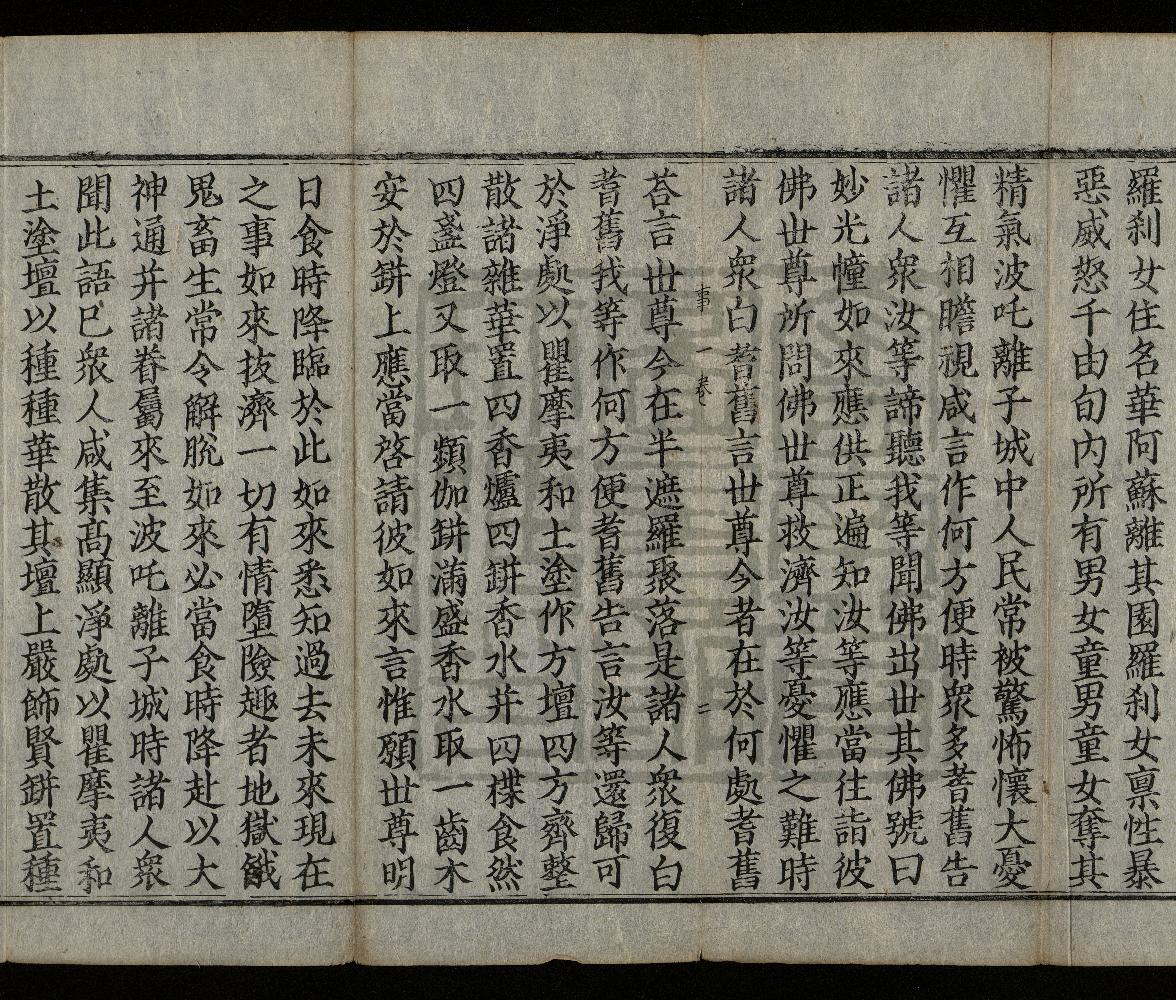 羅刹女住名華阿蘇離其園羅刹女禀性暴
惡威怒千由旬內所有男女童男童女奪其
精氣波吒離子城中人民常被驚怖懷大憂
懼互相瞻視咸言作何方便時衆多耆舊告
諸人衆汝等諦聽我等聞佛出世其佛號曰
妙光幢如來應供正遍知汝等應當往詣彼
佛世尊所問佛世尊救濟汝等憂懼之難時
諸人衆白耆舊言世尊今者在於何處耆舊
事一卷 二
荅言世尊今在半遮羅聚落是諸人衆復白
耆舊我等作何方便耆舊告言汝等還歸可
於淨處以瞿摩夷和土塗作方壇四方齊整
散諸雜華置四香爐四缾香水并四楪食然
四盞燈又取一頻伽缾滿盛香水取一齒木
安於缾上應當啓請彼如來言惟願世尊明
日食時降臨於此如來悉知過去未來現在
之事如來抜濟一切有情墮險趣者地獄餓
鬼畜生常令解脫如來必當食時降赴以大
神通并諸眷屬來至波吒離子城時諸人衆
聞此語已衆人咸集髙顯淨處以瞿摩夷和
土塗壇以種種華散其壇上嚴飾賢缾置種